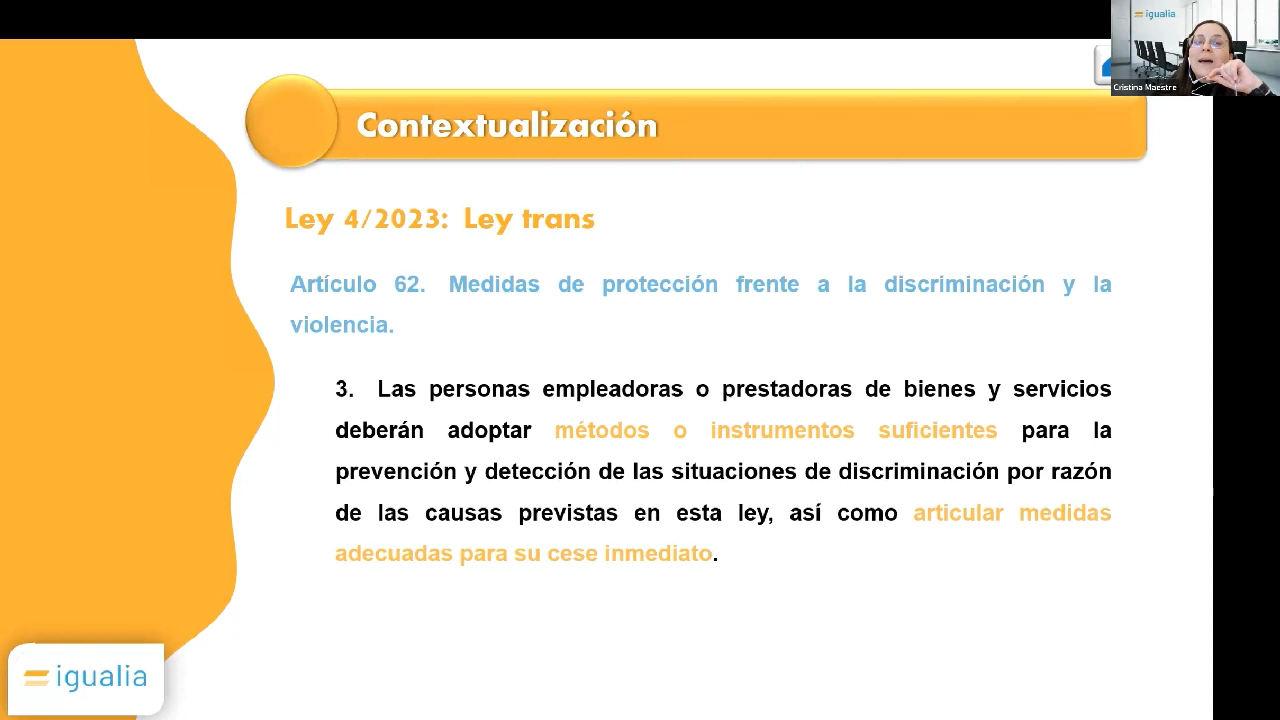 igualia
Cristina Maestre
Contextualización
Ley 4/2023: Ley trans
Artículo 62. Medidas de protección frente a la discriminación y la
violencia.
3. Las personas empleadoras o prestadoras de bienes y servicios
deberán adoptar métodos o instrumentos suficientes para la
prevención y detección de las situaciones de discriminación por razón
de las causas previstas en esta ley, así como articular medidas
adecuadas para su cese inmediato.
igualia